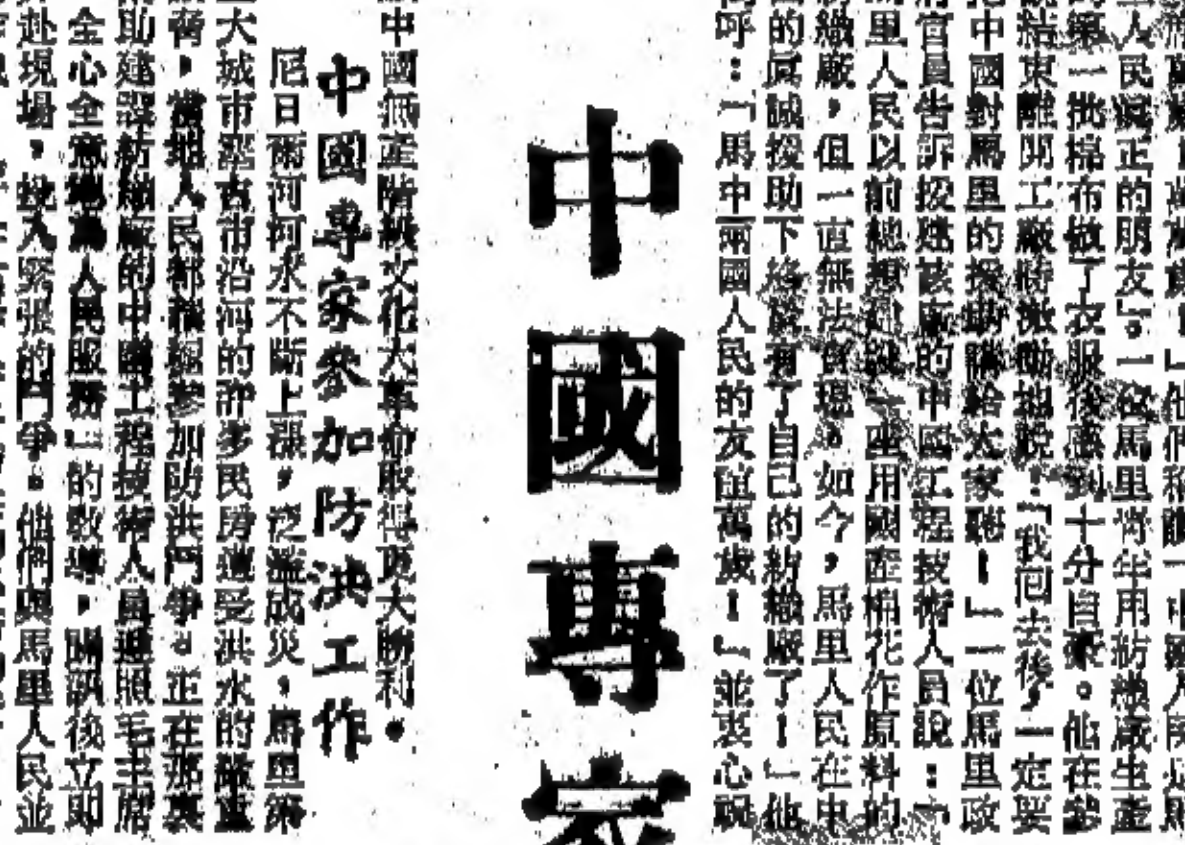 人民真正的朋友」。一位馬里青年用紡織廠生產
第一批棉布做了衣服後感到十分自豪。他在參
結束離開工廠時激動地說：「我回去後，一定要
中國對馬里的援助講給大家聽！」一位馬里政
官員告訴援建該廠的中國工程技術人員說：「
里人民以前總想建設一座用國產棉花作原料的
織廠，但一直無法實現。如今，馬里人民在中
的眞誠援助下終於有了自己的紡織廠了！」他
呼：「馬中兩國人民的友誼萬歲！」並衷心祝
中國專家
中國無產階級文化大革命取得更大勝利。
中國專家參加防洪工作
尼日爾河河水不斷上漲，泛濫成災，馬里第
大城市塞古市沿河的許多民房遭受洪水的嚴重
脅，當地人民都積極參加防洪鬥爭。正在那裏
助建設紡織廠的中國工程技術人員遵照毛主席
全心全意地為人民服務」的教導，聞訊後立即
赴現場，投入緊張的鬥爭。他們與馬里人民並